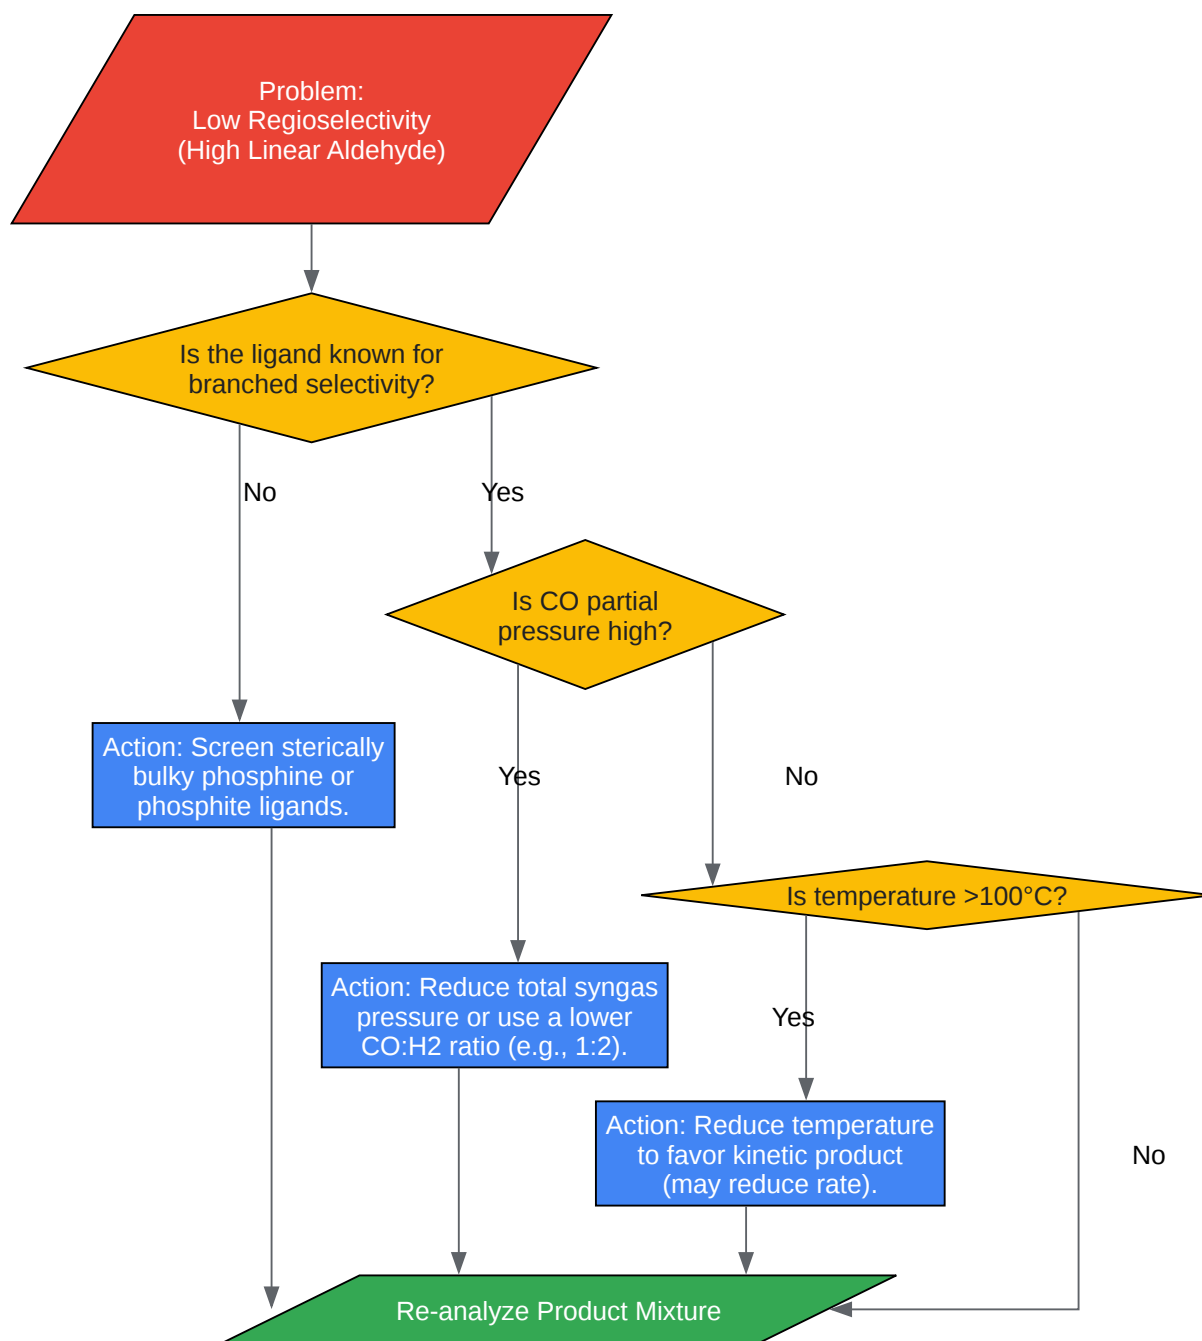 Problem:
Low Regioselectivity
(High Linear Aldehyde)
Is the ligand known for
branched selectivity?
No
Yes
Is CO partial
pressure high?
Action: Screen sterically
bulky phosphine or
phosphite ligands.
Yes
No
Is temperature >100°C?
Action: Reduce total syngas
pressure or use a lower
CO:H2 ratio (e.g., 1:2).
Yes
Action: Reduce temperature
to favor kinetic product
(may reduce rate).
No
Re-analyze Product Mixture